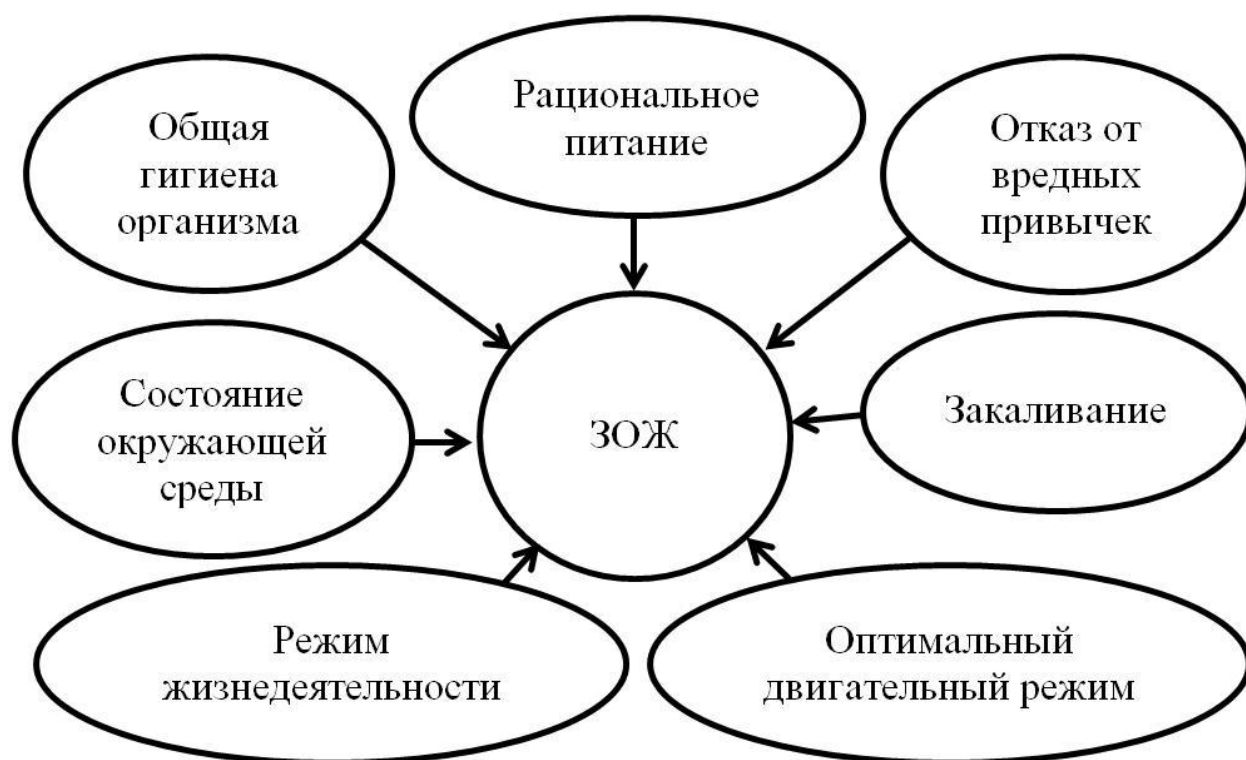 Общая
гигиена
организма
Рациональное
питание
Отказ от
вредных
привычек
Состояние
окружающей
среды
ЗОЖ
Закаливание
Режим
жизнедеятельности
Оптимальный
двигательный режим